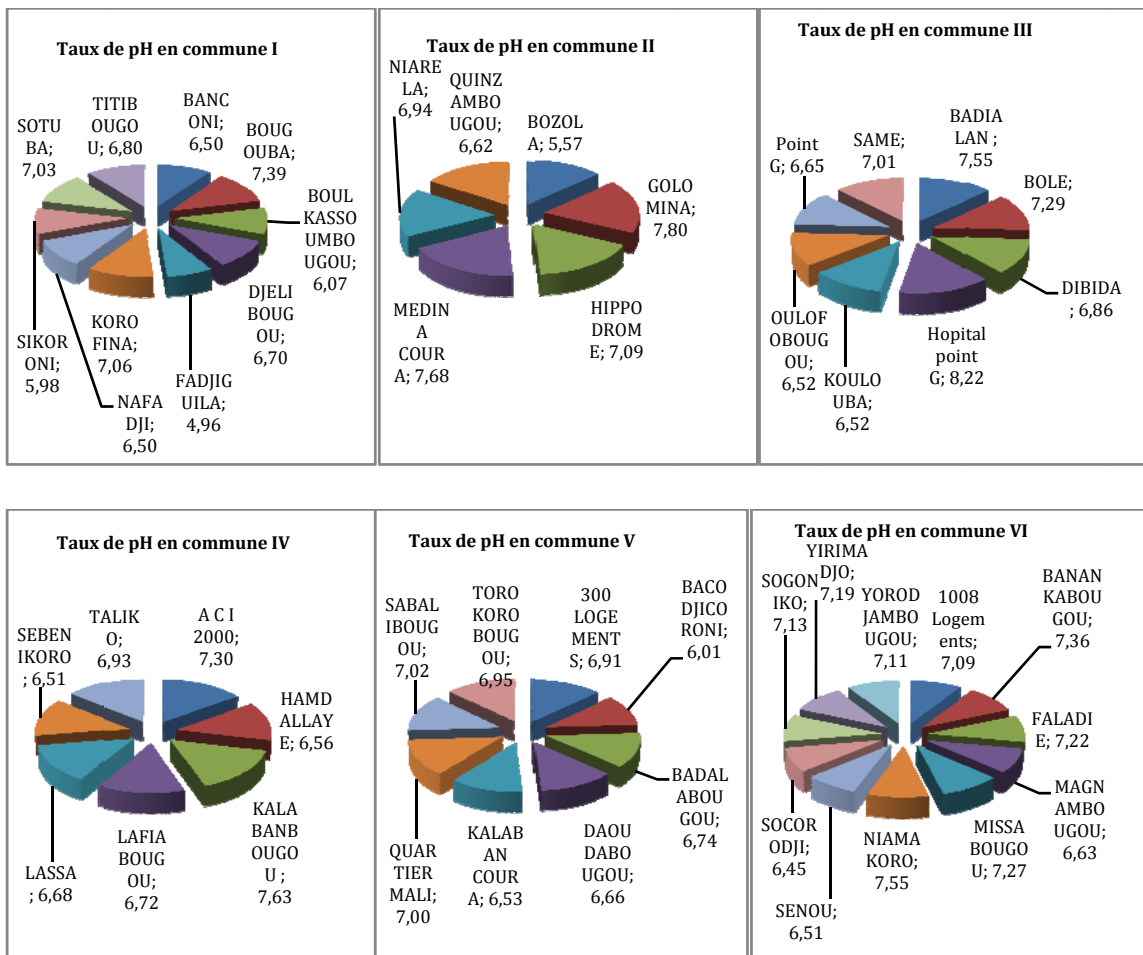 Taux de pH en commune I
TITIB
OUGO
U; 6,80
BANC
ONI;
6,50
BOUG
OUBA;
7,39
BOUL
KASSO
UMBO
UGOU;
6,07
DJELI
BOUG
OU;
6,70
FADJIG
UILA;
4,96
KORO
FINA;
7,06
NAFA
DJI;
6,50
SIKOR
ONI;
5,98
SOTU
BA;
7,03
Taux de pH en commune II
NIARE
LA;
6,94
QUINZ
AMBO
UGOU;
6,62
BOZOL
A; 5,57
GOLO
MINA;
7,80
HIPPO
DROM
E; 7,09
MEDIN
A
COUR
A; 7,68
Taux de pH en commune III
Point
G; 6,65
SAME;
7,01
BADIA
LAN ;
7,55
BOLE;
7,29
DIBIDA
; 6,86
Hopital
point
G; 8,22
KOULO
UBA;
6,52
OULOF
OBOUG
OU;
6,52
Taux de pH en commune IV
SEBEN
IKORO
; 6,51
TALIK
O; 6,93
A C I
2000;
7,30
HAMD
ALLAY
E; 6,56
KALA
BANB
OUGO
U ;
7,63
LAFIA
BOUG
OU;
6,72
LASSA
; 6,68
Taux de pH en commune V
SABAL
IBOUG
OU;
7,02
TORO
KORO
BOUG
OU;
6,95
300
LOGE
MENT
S; 6,91
BACO
DJICO
RONI;
6,01
BADAL
ABOU
GOU;
6,74
DAOU
DABO
UGOU;
6,66
KALAB
AN
COUR
A; 6,53
QUAR
TIER
MALI;
7,00
Taux de pH en commune VI
SOGON
IKO;
7,13
YIRIMA
DJO;
7,19
YOROD
JAMBO
UGOU;
7,11
1008
Logem
ents;
7,09
BANAN
KABOU
GOU;
7,36
FALADI
E; 7,22
MAGN
AMBO
UGOU;
6,63
MISSA
BOUGO
U; 7,27
NIAMA
KORO;
7,55
SENOU;
6,51
SOCOR
ODJI;
6,45